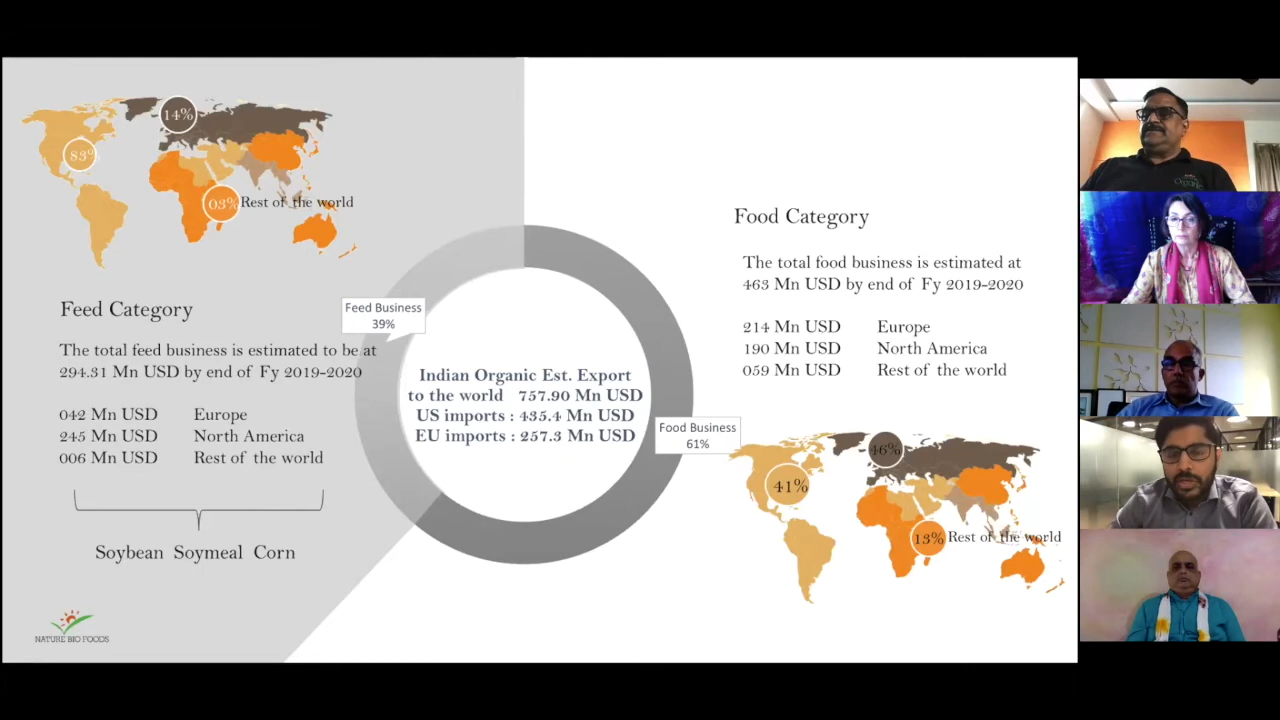 14%
83%
03% Rest of the world
Feed Category
The total feed business is estimated to be at
294.31 Mn USD by end of Fy 2019-2020
042 Mn USD Europe
245 Mn USD North America
006 Mn USD Rest of the world
Soybean Soymeal Corn
NATURE BIO FOODS
Feed Business
39%
Indian Organic Est. Export
to the world 757.90 Mn USD
US imports : 435.4 Mn USD
EU imports : 257.3 Mn USD
Food Category
The total food business is estimated at
463 Mn USD by end of Fy 2019-2020
214 Mn USD Europe
190 Mn USD North America
059 Mn USD Rest of the world
Food Business
61%
46%
41%
13% Rest of the world